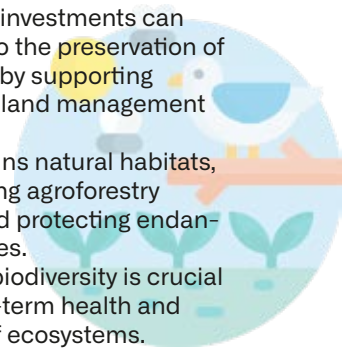 investments can
o the preservation of
by supporting
land management
ns natural habitats,
ng agroforestry
d protecting endan-
es.
biodiversity is crucial
-term health and
f ecosystems.